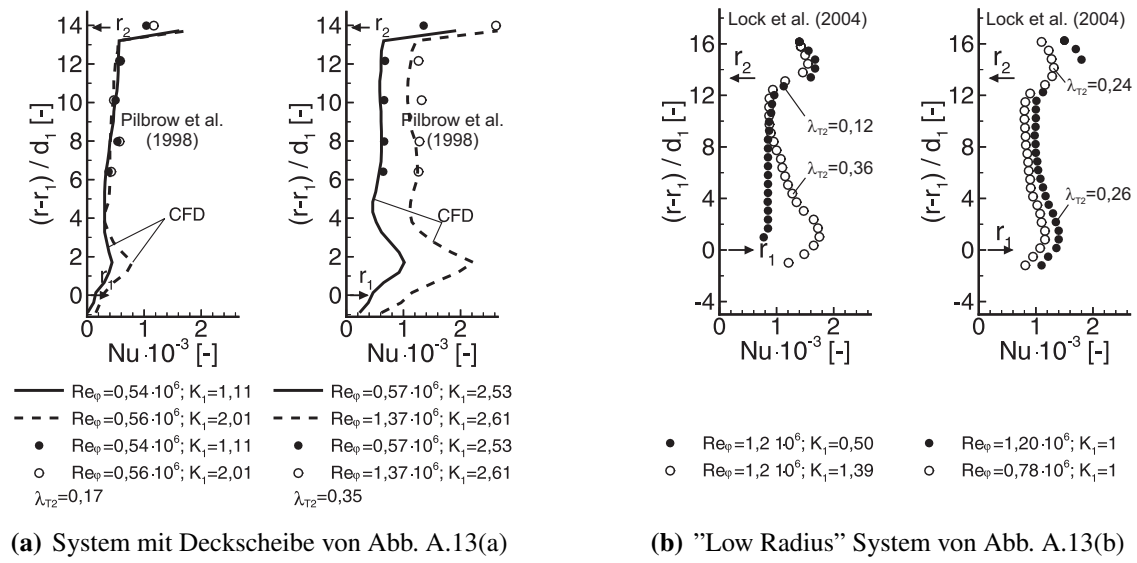 14
r₂
12
10
Pilbrow et al.
(1998)
8
6
4
CFD
2
r₁
0
(r-r₁) / d₁ [-]
0 1 2
Nu·10⁻³ [-]
14
r₂
12
10
Pilbrow et al.
(1998)
8
6
4
CFD
2
r₁
0
(r-r₁) / d₁ [-]
0 1 2
Nu·10⁻³ [-]
Reφ=0,54·10⁶; K₁=1,11
Reφ=0,56·10⁶; K₁=2,01
Reφ=0,54·10⁶; K₁=1,11
Reφ=0,56·10⁶; K₁=2,01
λT2=0,17
Reφ=0,57·10⁶; K₁=2,53
Reφ=1,37·10⁶; K₁=2,61
Reφ=0,57·10⁶; K₁=2,53
Reφ=1,37·10⁶; K₁=2,61
λT2=0,35
(a) System mit Deckscheibe von Abb. A.13(a)
Lock et al. (2004)
16
r₂
12
λT2=0,12
8
λT2=0,36
4
r₁
0
-4
(r-r₁) / d₁ [-]
0 1 2
Nu·10⁻³ [-]
Lock et al. (2004)
16
r₂
λT2=0,24
12
8
λT2=0,26
4
r₁
0
-4
(r-r₁) / d₁ [-]
0 1 2
Nu·10⁻³ [-]
Reφ=1,2 10⁶; K₁=0,50
Reφ=1,2 10⁶; K₁=1,39
Reφ=1,20·10⁶; K₁=1
Reφ=0,78·10⁶; K₁=1
(b) ”Low Radius” System von Abb. A.13(b)